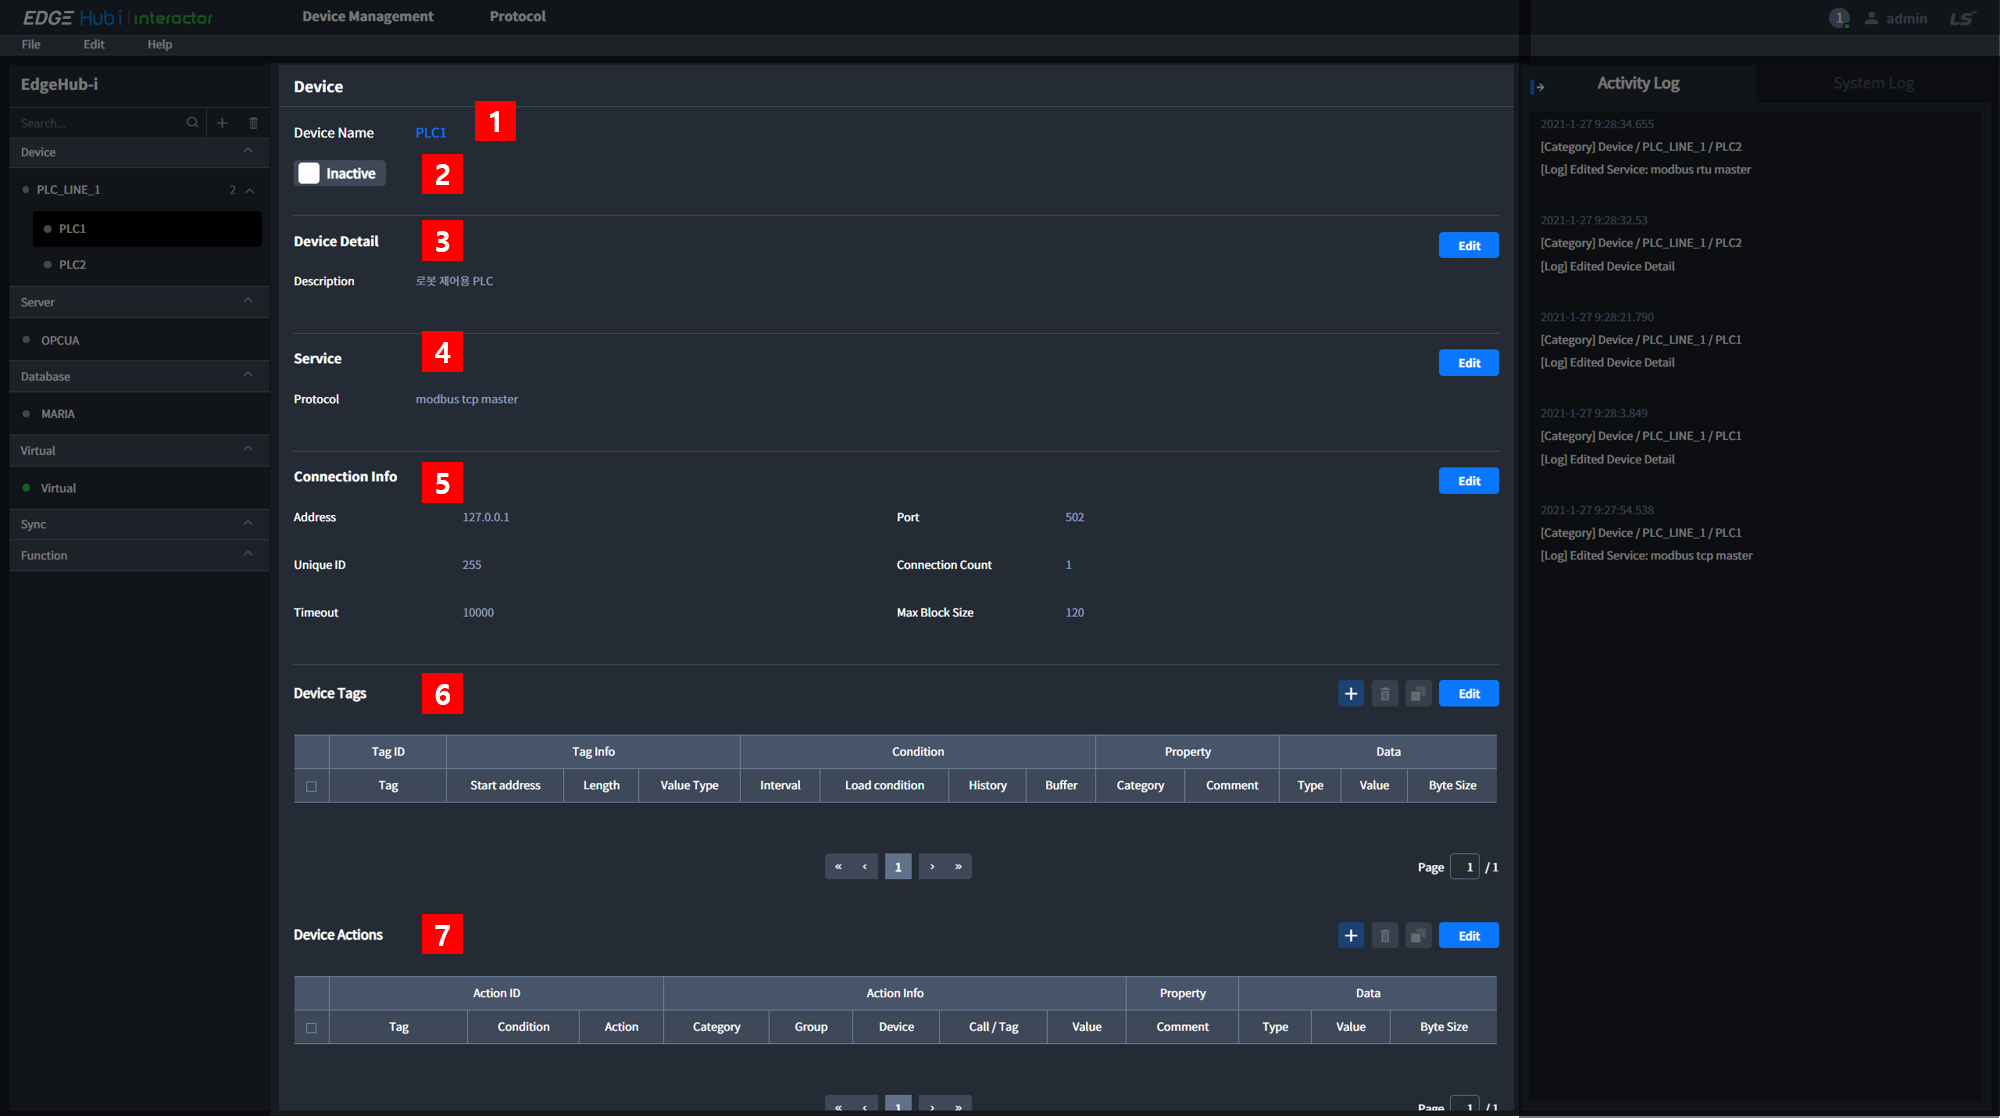 EDGE Hub i | interactor
Device Management
Protocol
1
admin
LS
File
Edit
Help
EdgeHub-i
Search...
Device
PLC_LINE_1
2
PLC1
PLC2
Server
OPCUA
Database
MARIA
Virtual
Virtual
Sync
Function
Device
Device Name
PLC1
1
Inactive
2
Device Detail
3
Edit
Description
로봇 제어용 PLC
Service
4
Edit
Protocol
modbus tcp master
Connection Info
5
Edit
Address
127.0.0.1
Port
502
Unique ID
255
Connection Count
1
Timeout
10000
Max Block Size
120
Device Tags
6
+
Edit
Tag ID
Tag Info
Condition
Property
Data
Tag
Start address
Length
Value Type
Interval
Load condition
History
Buffer
Category
Comment
Type
Value
Byte Size
« ‹ 1 › »
Page 1 / 1
Device Actions
7
+
Edit
Action ID
Action Info
Property
Data
Tag
Condition
Action
Category
Group
Device
Call / Tag
Value
Comment
Type
Value
Byte Size
« ‹ 1 › »
Page 1 / 1
Activity Log
System Log
2021-1-27 9:28:34.655
[Category] Device / PLC_LINE_1 / PLC2
[Log] Edited Service: modbus rtu master
2021-1-27 9:28:32.53
[Category] Device / PLC_LINE_1 / PLC2
[Log] Edited Device Detail
2021-1-27 9:28:21.790
[Category] Device / PLC_LINE_1 / PLC1
[Log] Edited Device Detail
2021-1-27 9:28:3.849
[Category] Device / PLC_LINE_1 / PLC1
[Log] Edited Device Detail
2021-1-27 9:27:54.538
[Category] Device / PLC_LINE_1 / PLC1
[Log] Edited Service: modbus tcp master